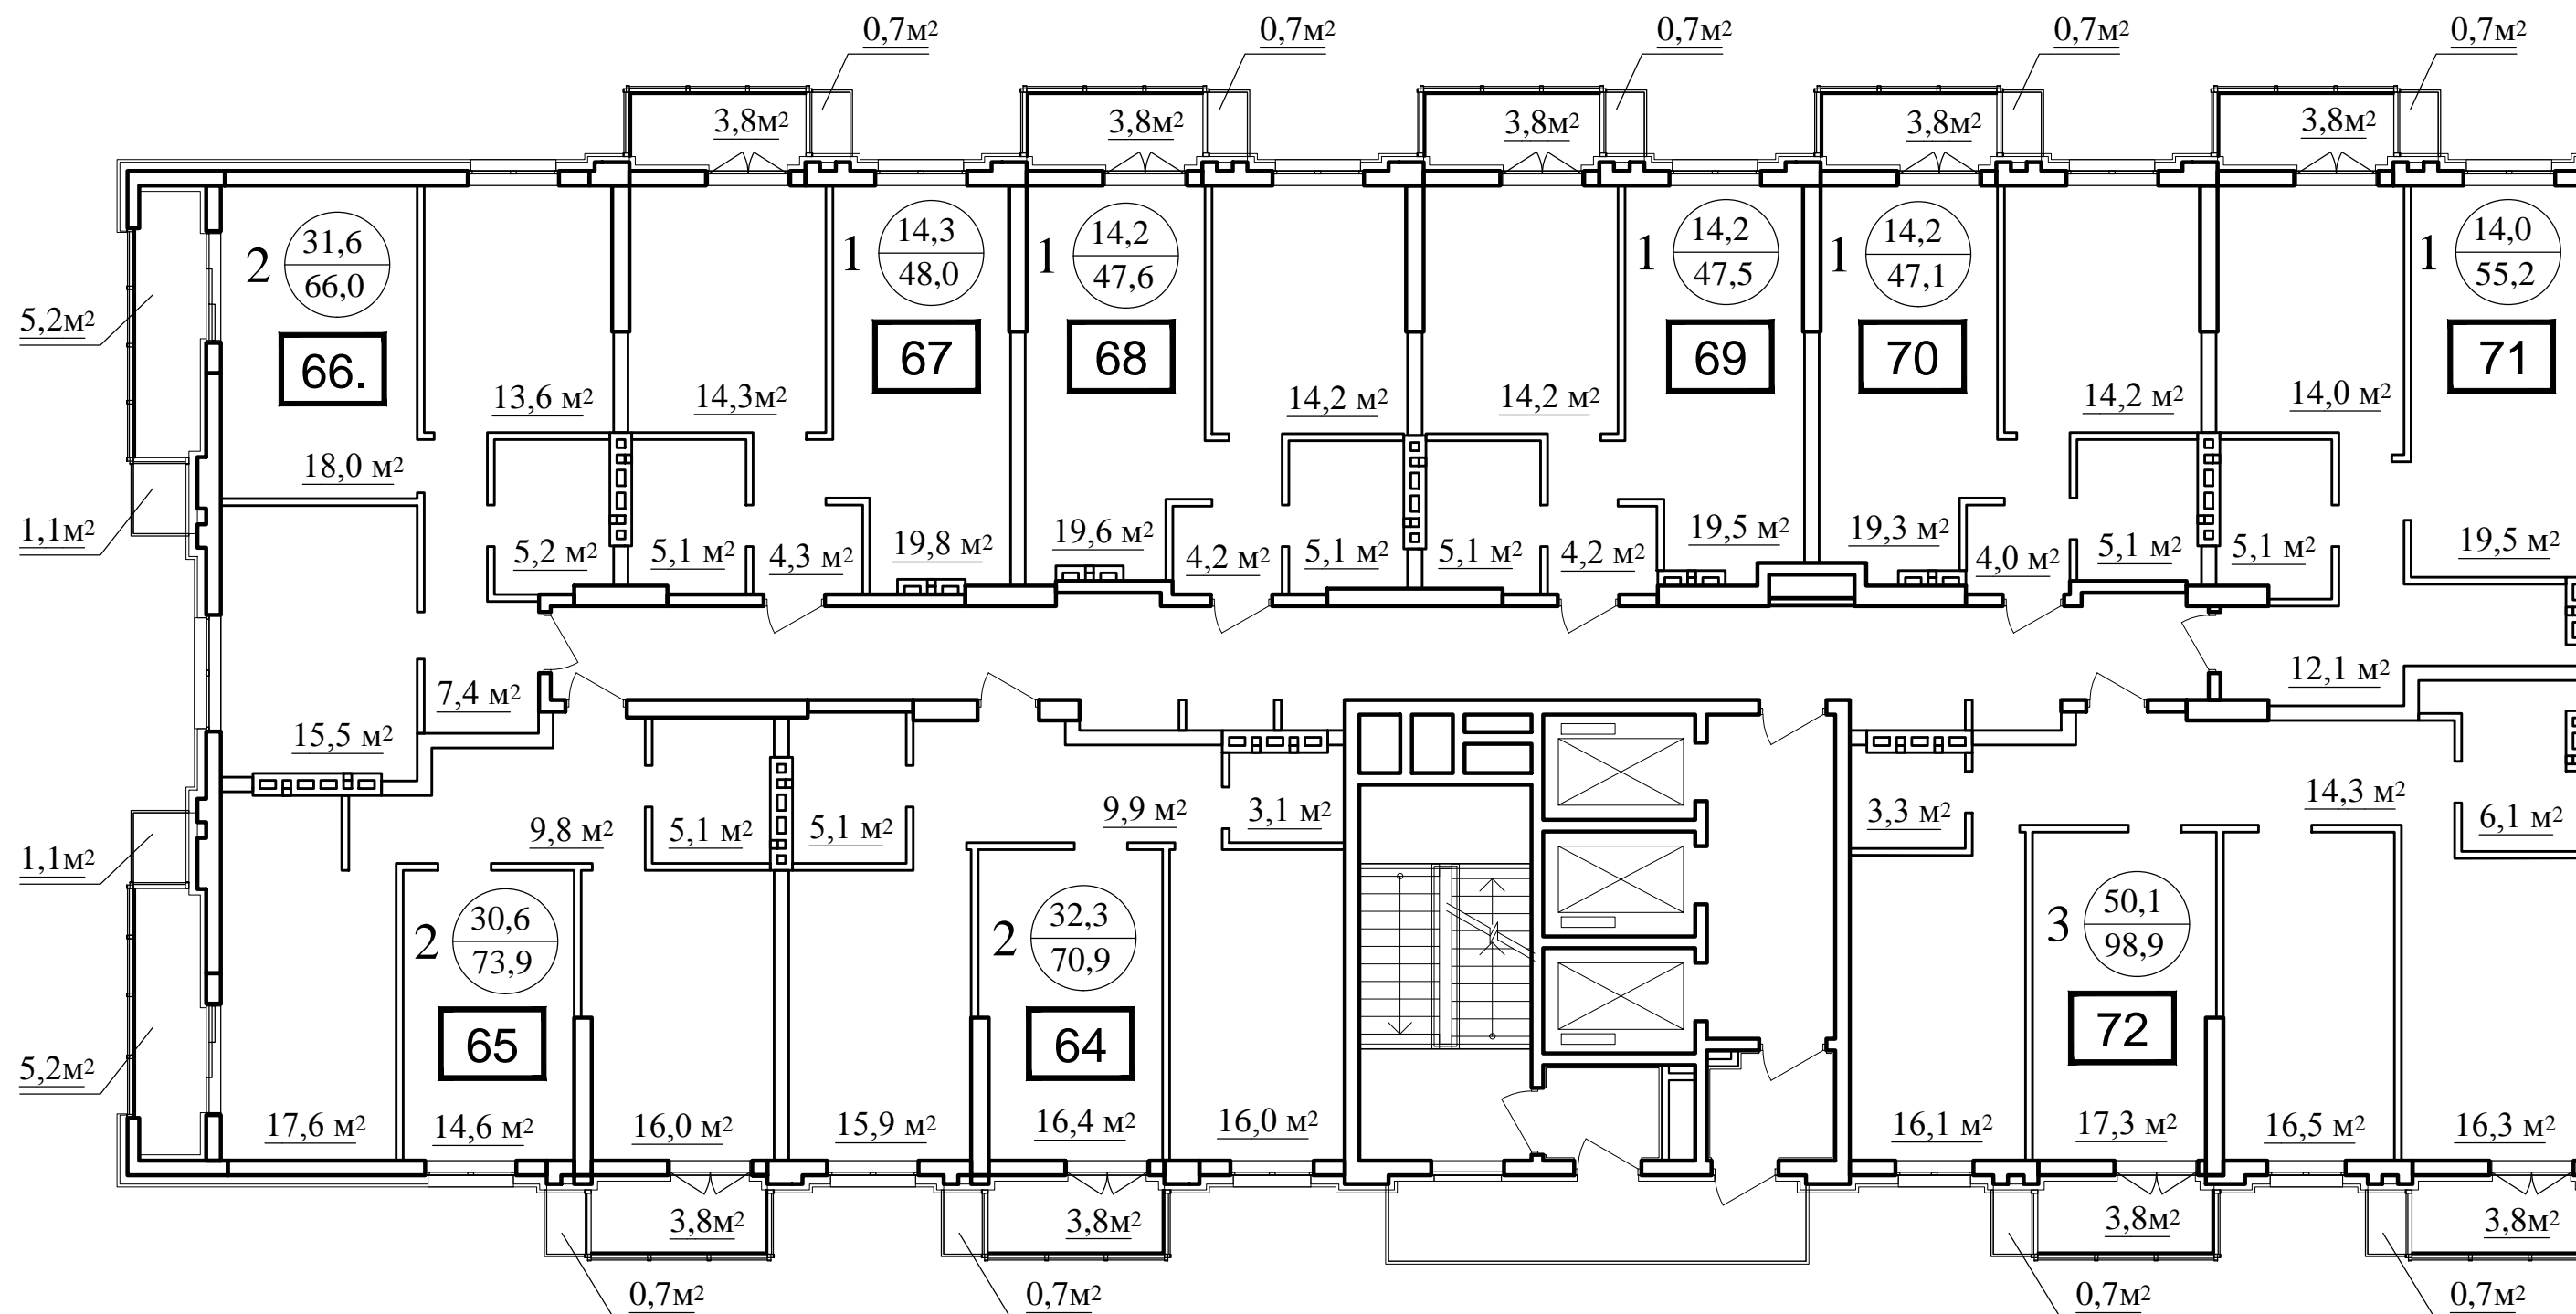 0,7м²
0,7м²
0,7м²
0,7м²
0,7м²
3,8м²
3,8м²
3,8м²
3,8м²
3,8м²
2
31,6
66,0
1
14,3
48,0
1
14,2
47,6
1
14,2
47,5
1
14,2
47,1
1
14,0
55,2
5,2м²
66.
67
68
69
70
71
13,6 м²
14,3м²
14,2 м²
14,2 м²
14,2 м²
14,0 м²
18,0 м²
1,1м²
5,2 м²
5,1 м²
4,3 м²
19,8 м²
19,6 м²
4,2 м²
5,1 м²
5,1 м²
4,2 м²
19,5 м²
19,3 м²
4,0 м²
5,1 м²
5,1 м²
19,5 м²
7,4 м²
12,1 м²
15,5 м²
1,1м²
9,8 м²
5,1 м²
5,1 м²
9,9 м²
3,1 м²
3,3 м²
14,3 м²
6,1 м²
2
30,6
73,9
2
32,3
70,9
3
50,1
98,9
65
64
72
5,2м²
17,6 м²
14,6 м²
16,0 м²
15,9 м²
16,4 м²
16,0 м²
16,1 м²
17,3 м²
16,5 м²
16,3 м²
3,8м²
3,8м²
3,8м²
3,8м²
0,7м²
0,7м²
0,7м²
0,7м²